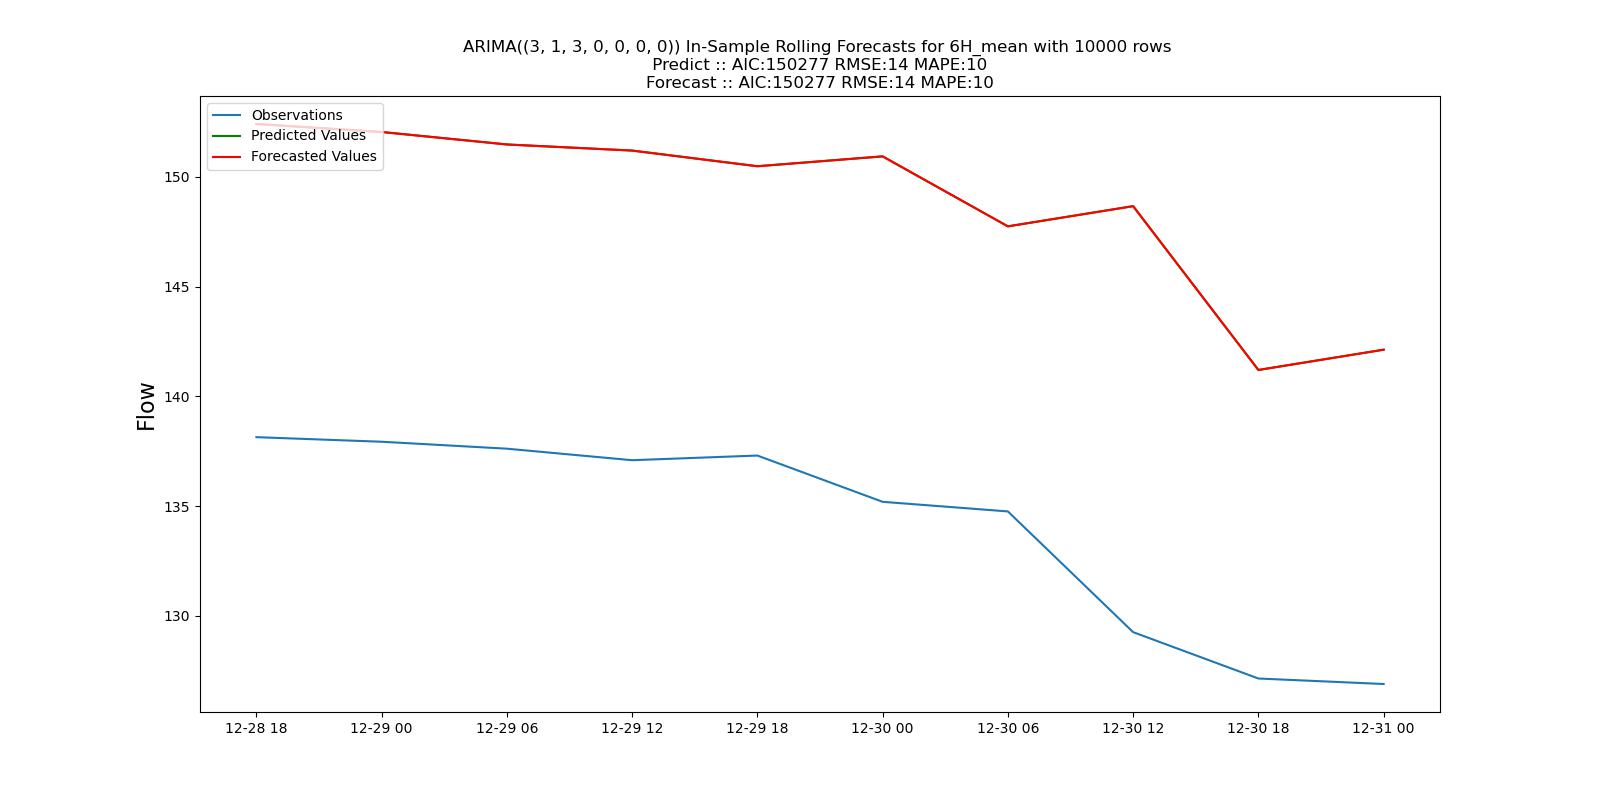 ARIMA((3, 1, 3, 0, 0, 0, 0)) In-Sample Rolling Forecasts for 6H_mean with 10000 rows
Predict :: AIC:150277 RMSE:14 MAPE:10
Forecast :: AIC:150277 RMSE:14 MAPE:10
Observations
Predicted Values
Forecasted Values
150
145
140
135
130
Flow
12-28 18
12-29 00
12-29 06
12-29 12
12-29 18
12-30 00
12-30 06
12-30 12
12-30 18
12-31 00